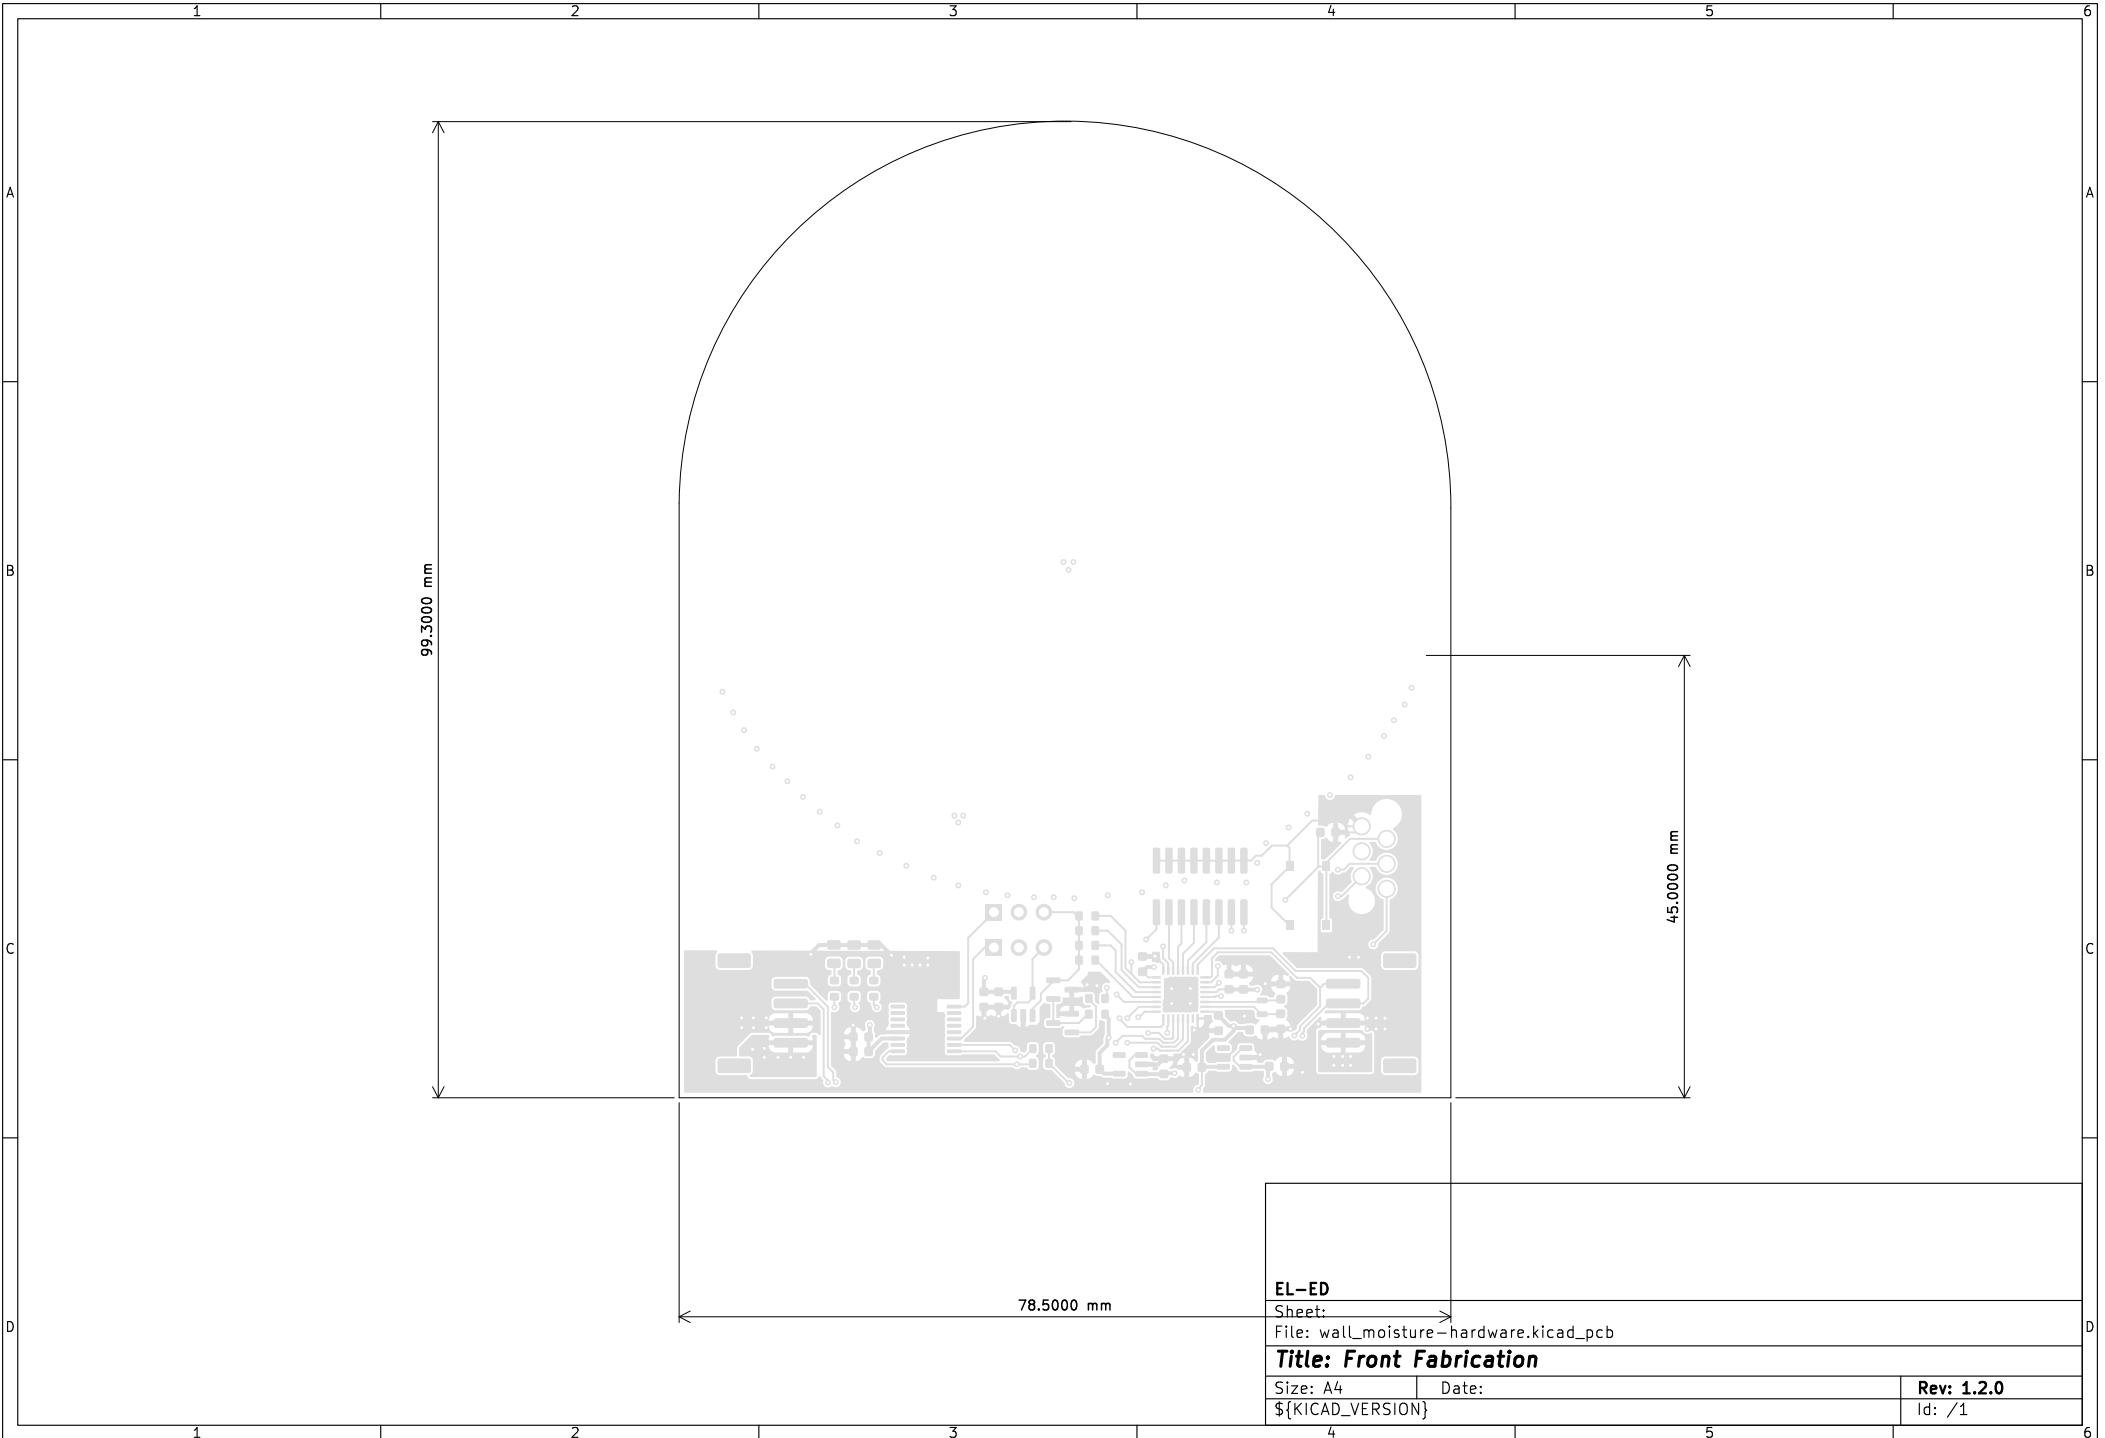 1 2 3 4 5 6
A A
99.3000 mm
B B
45.0000 mm
C C
78.5000 mm
EL-ED
Sheet:
File: wall_moisture-hardware.kicad_pcb
D D
Title: Front Fabrication
Size: A4 Date: Rev: 1.2.0
${KICAD_VERSION} Id: /1
1 2 3 4 5 6